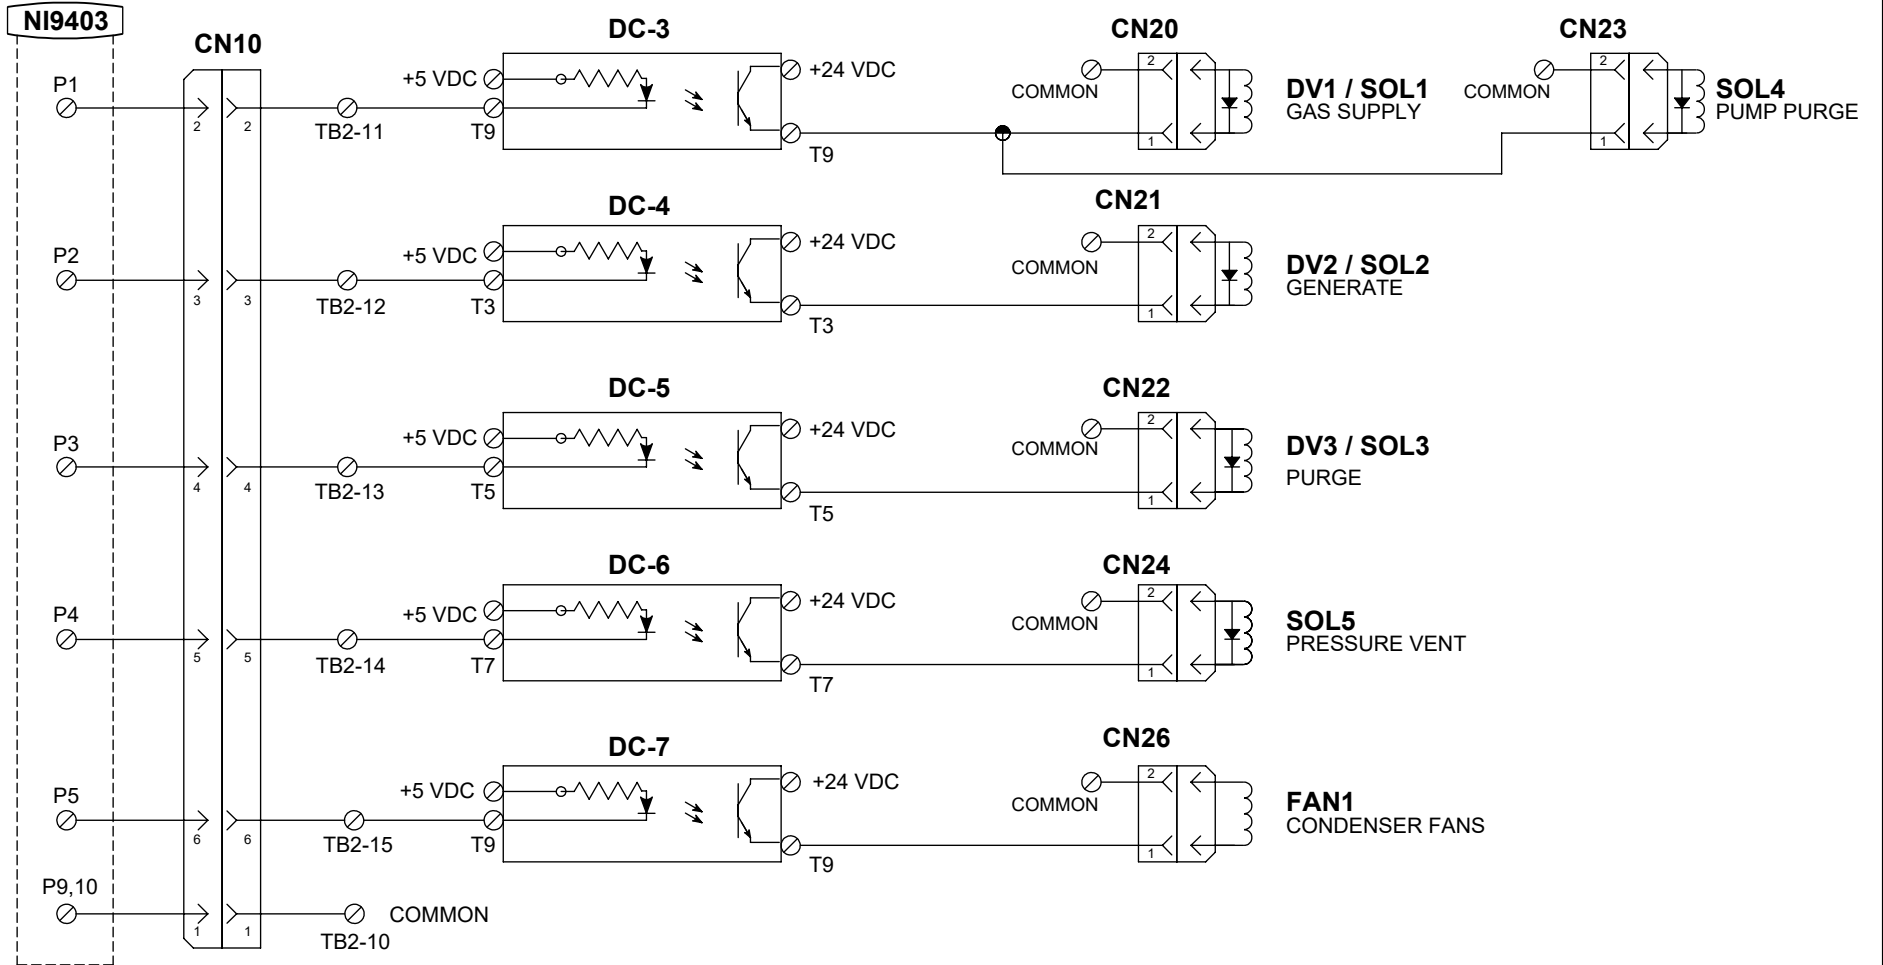 NI9403
CN10
DC-3
CN20
CN23
P1
2
2
TB2-11
+5 VDC
T9
+24 VDC
T9
COMMON
2
1
DV1 / SOL1
GAS SUPPLY
COMMON
2
1
SOL4
PUMP PURGE
DC-4
CN21
P2
3
3
TB2-12
+5 VDC
T3
+24 VDC
T3
COMMON
2
1
DV2 / SOL2
GENERATE
DC-5
CN22
P3
4
4
TB2-13
+5 VDC
T5
+24 VDC
T5
COMMON
2
1
DV3 / SOL3
PURGE
DC-6
CN24
P4
5
5
TB2-14
+5 VDC
T7
+24 VDC
T7
COMMON
2
1
SOL5
PRESSURE VENT
DC-7
CN26
P5
6
6
TB2-15
+5 VDC
T9
+24 VDC
T9
COMMON
2
1
FAN1
CONDENSER FANS
P9,10
1
1
TB2-10
COMMON